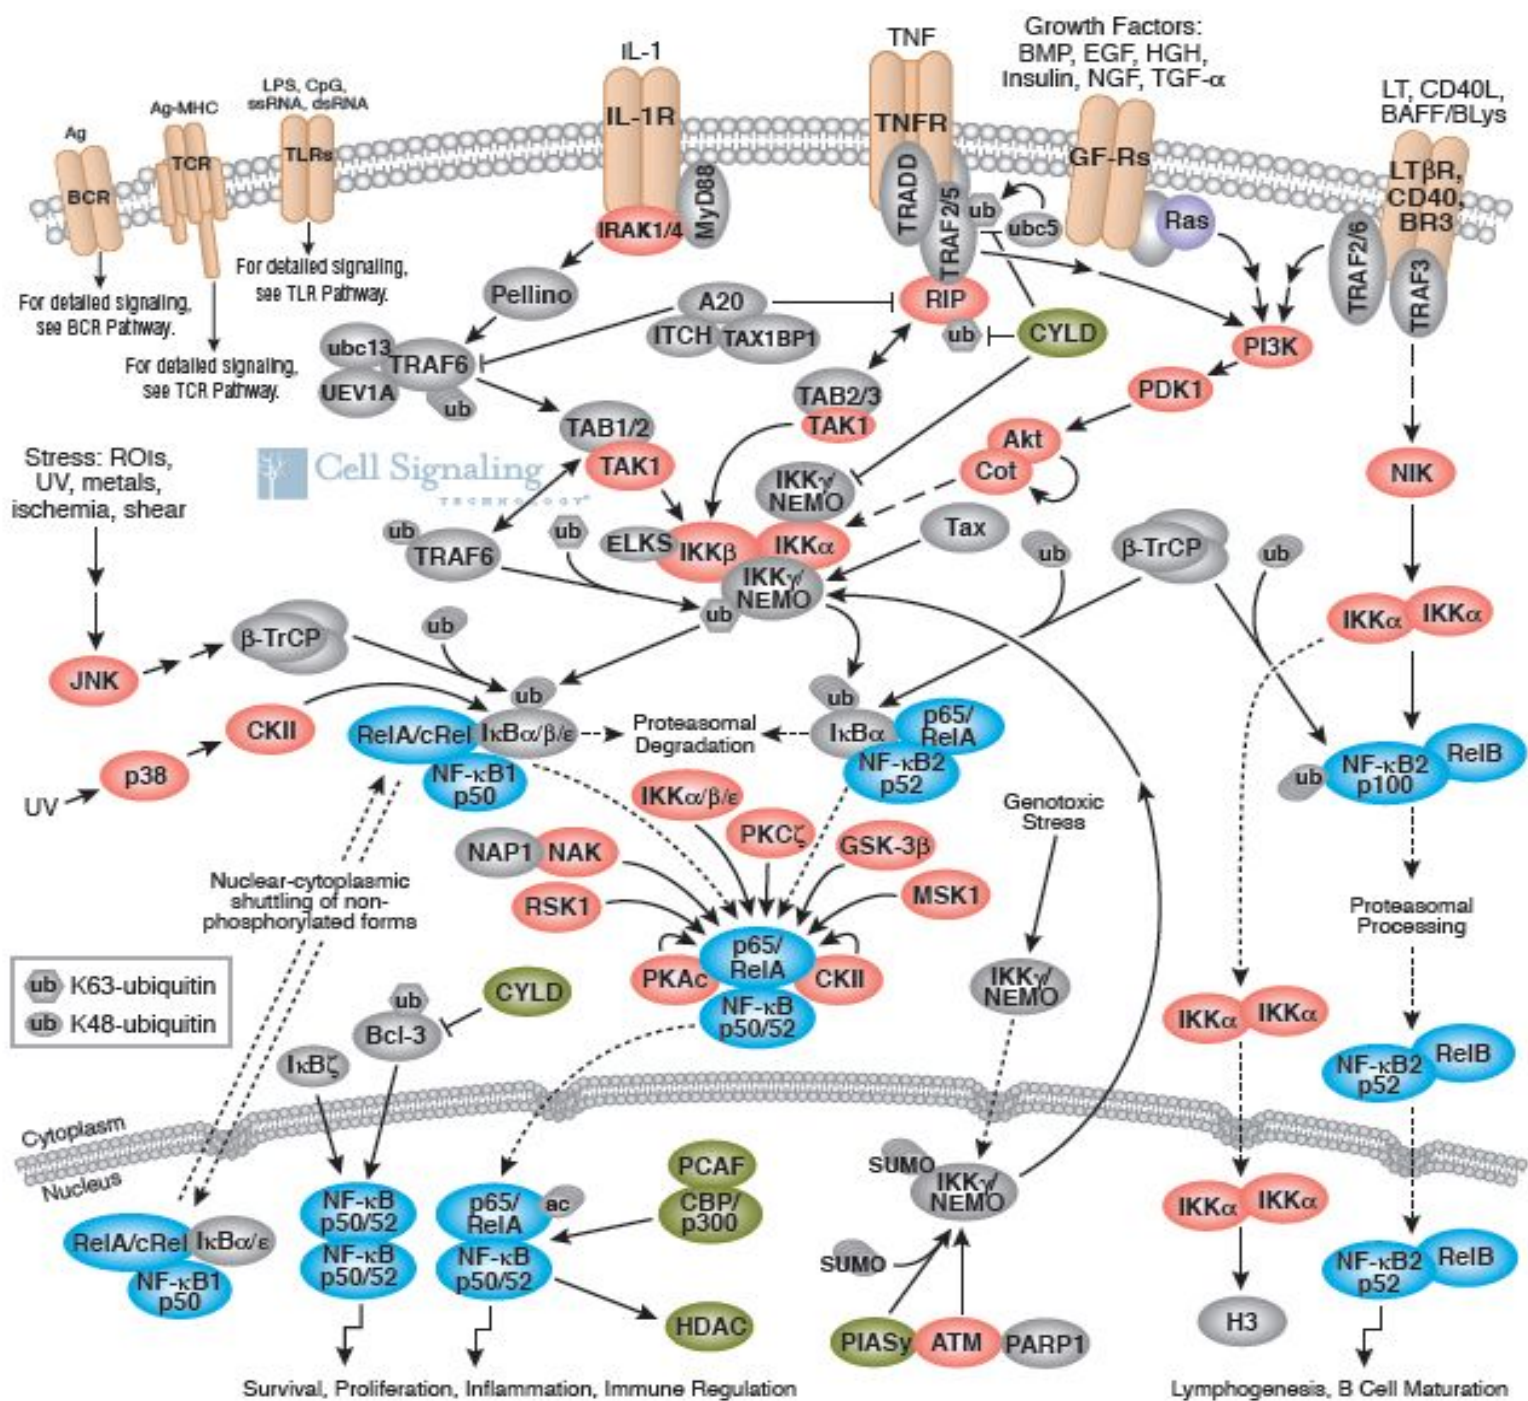 IL-1
TNF
Growth Factors:
BMP, EGF, HGH,
Insulin, NGF, TGF-α
LT, CD40L,
BAFF/BLys
Ag
Ag-MHC
LPS, CpG,
ssRNA, dsRNA
BCR
TCR
TLRs
IL-1R
MyD88
IRAK1/4
TNFR
TRADD
TRAF2/5
ub
ubc5
GF-Rs
Ras
TRAF2/6
LTβR,
CD40,
BR3
TRAF3
For detailed signaling,
see BCR Pathway.
For detailed signaling,
see TLR Pathway.
For detailed signaling,
see TCR Pathway.
Pellino
A20
ITCH
TAX1BP1
RIP
ub
CYLD
PI3K
ubc13
TRAF6
UEV1A
ub
TAB2/3
TAK1
PDK1
TAB1/2
TAK1
Akt
Cot
NIK
Cell Signaling
TECHNOLOGY®
Stress: ROIs,
UV, metals,
ischemia, shear
IKKγ/
NEMO
ub
TRAF6
ub
ELKS
IKKβ
IKKα
Tax
ub
β-TrCP
ub
IKKγ/
NEMO
ub
IKKα
IKKα
β-TrCP
ub
JNK
CKII
p38
UV
ub
RelA/cRel
IκBα/β/ε
NF-κB1
p50
Proteasomal
Degradation
ub
IκBα
p65/
RelA
NF-κB2
p52
ub
NF-κB2
p100
RelB
IKKα/β/ε
PKCζ
GSK-3β
NAP1
NAK
RSK1
MSK1
Genotoxic
Stress
Nuclear-cytoplasmic
shuttling of non-
phosphorylated forms
Proteasomal
Processing
p65/
RelA
PKAc
CKII
NF-κB
p50/52
IKKγ/
NEMO
ub K63-ubiquitin
ub K48-ubiquitin
ub
Bcl-3
CYLD
IκBζ
IKKα
IKKα
NF-κB2
p52
RelB
Cytoplasm
Nucleus
RelA/cRel
IκBα/ε
NF-κB1
p50
NF-κB
p50/52
NF-κB
p50/52
p65/
RelA
ac
NF-κB
p50/52
PCAF
CBP/
p300
HDAC
SUMO
IKKγ/
NEMO
SUMO
PIASy
ATM
PARP1
IKKα
IKKα
H3
NF-κB2
p52
RelB
Survival, Proliferation, Inflammation, Immune Regulation
Lymphogenesis, B Cell Maturation